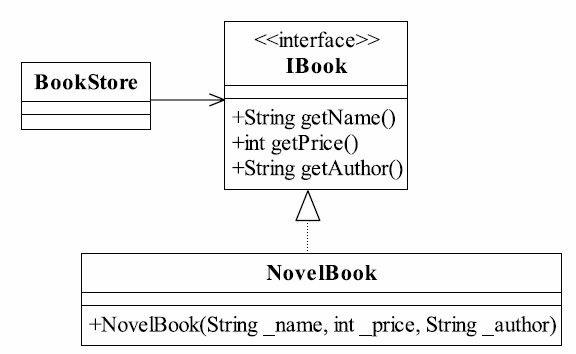 <<interface>>
IBook
BookStore
+String getName()
+int getPrice()
+String getAuthor()
NovelBook
+NovelBook(String _name, int _price, String _author)